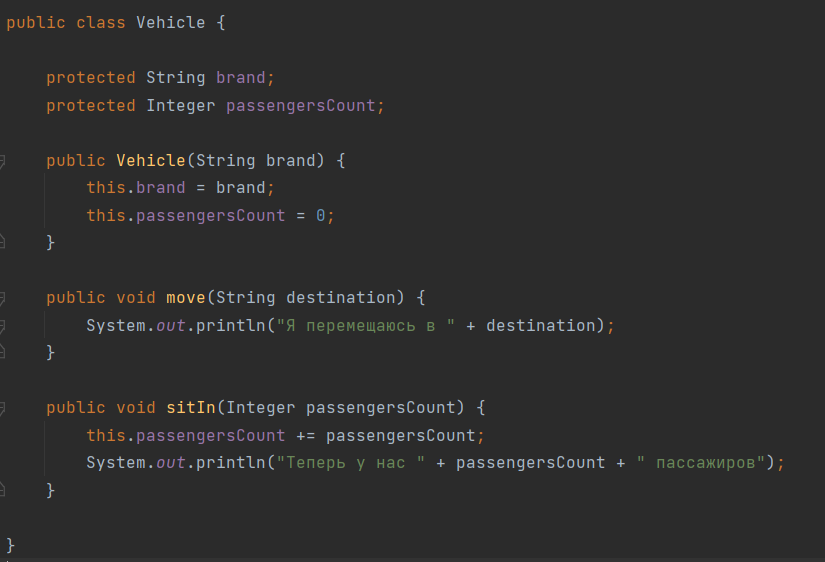 public class Vehicle {
protected String brand;
protected Integer passengersCount;
public Vehicle(String brand) {
this.brand = brand;
this.passengersCount = 0;
}
public void move(String destination) {
System.out.println("Я перемещаюсь в " + destination);
}
public void sitIn(Integer passengersCount) {
this.passengersCount += passengersCount;
System.out.println("Теперь у нас " + passengersCount + " пассажиров");
}
}